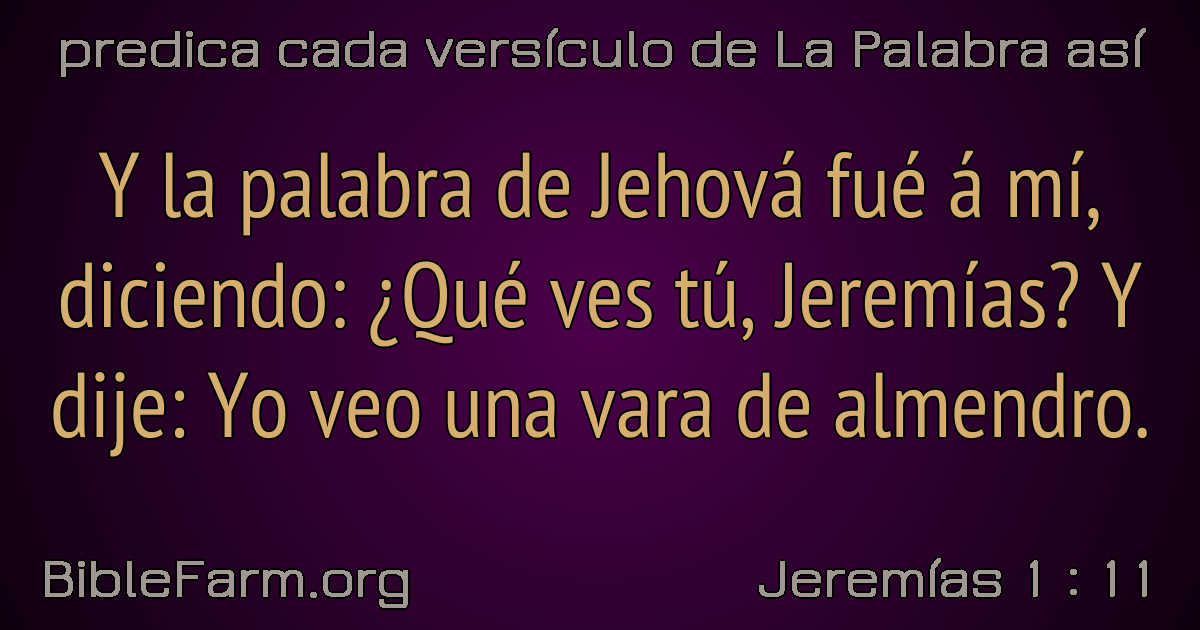 predica cada versículo de La Palabra así
Y la palabra de Jehová fué á mí,
diciendo: ¿Qué ves tú, Jeremías? Y
dije: Yo veo una vara de almendro.
BibleFarm.org
Jeremías 1 : 11